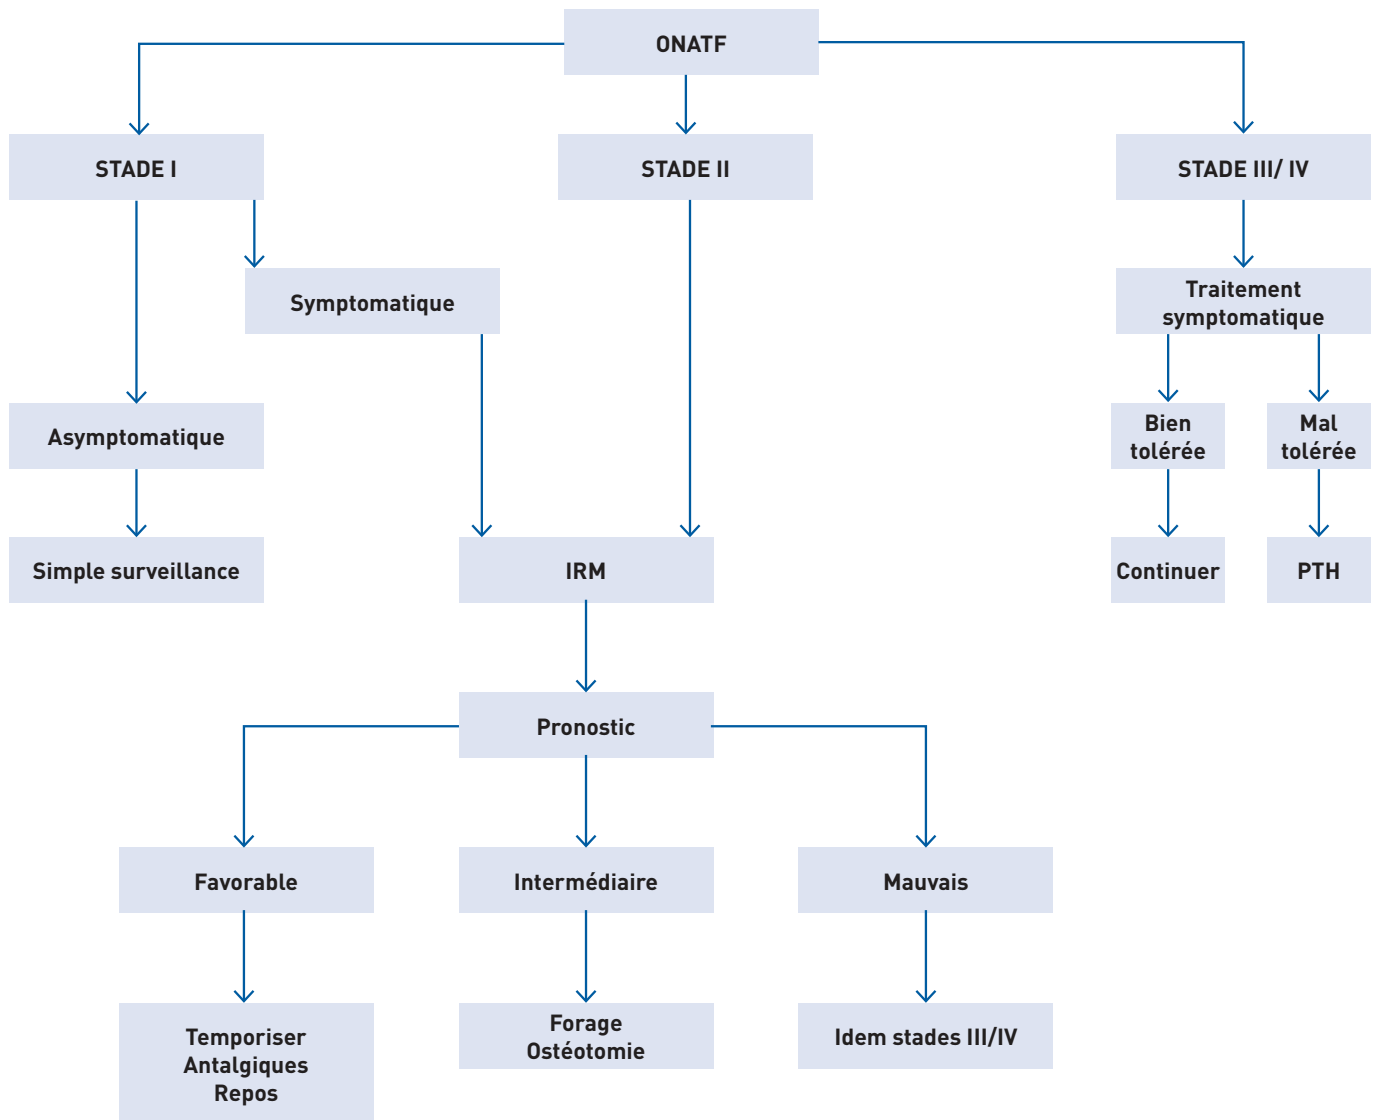 ONATF
STADE I
STADE II
STADE III/ IV
Symptomatique
Traitement
symptomatique
Asymptomatique
Bien
tolérée
Mal
tolérée
Simple surveillance
IRM
Continuer
PTH
Pronostic
Favorable
Intermédiaire
Mauvais
Temporiser
Antalgiques
Repos
Forage
Ostéotomie
Idem stades III/IV